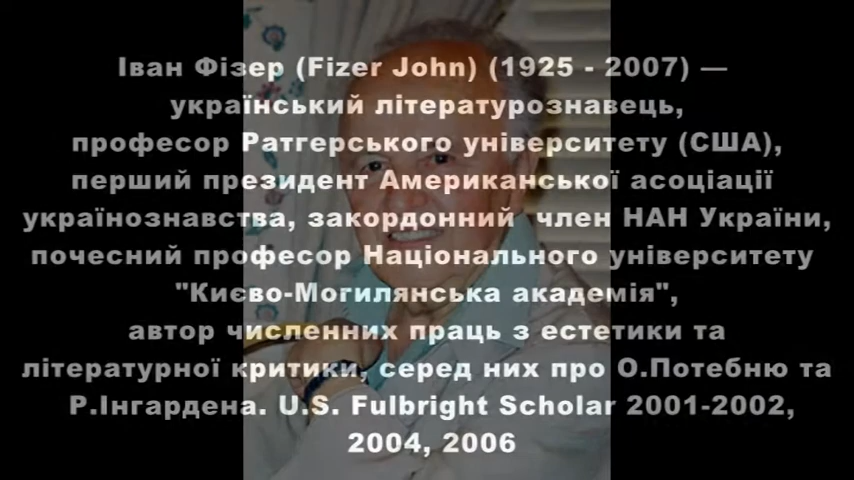 Іван Фізер (Fizer John) (1925 - 2007) —
український літературознавець,
професор Ратгерського університету (США),
перший президент Американської асоціації
українознавства, закордонний член НАН України,
почесний професор Національного університету
"Києво-Могилянська академія",
автор численних праць з естетики та
літературної критики, серед них про О.Потебню та
Р.Інгардена. U.S. Fulbright Scholar 2001-2002,
2004, 2006